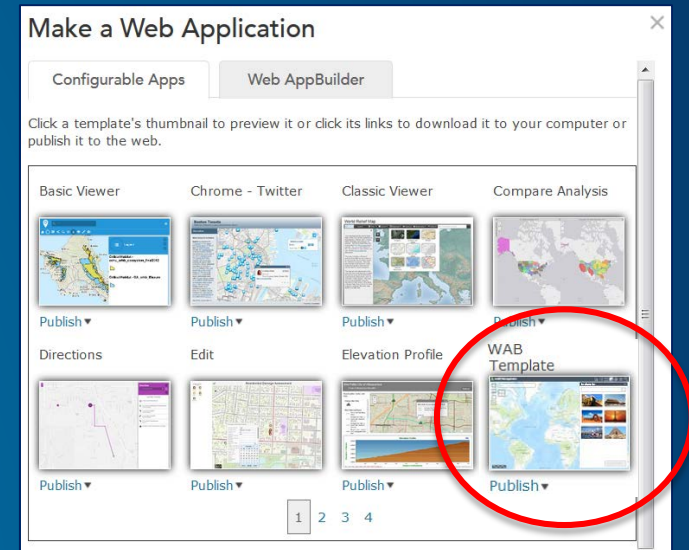 Make a Web Application
×
Configurable Apps Web AppBuilder
Click a template's thumbnail to preview it or click its links to download it to your computer or
publish it to the web.
Basic Viewer Chrome - Twitter Classic Viewer Compare Analysis
Publish▾ Publish▾ Publish▾ Publish▾
Directions Edit Elevation Profile WAB
Template
Publish▾ Publish▾ Publish▾ Publish▾
1 2 3 4